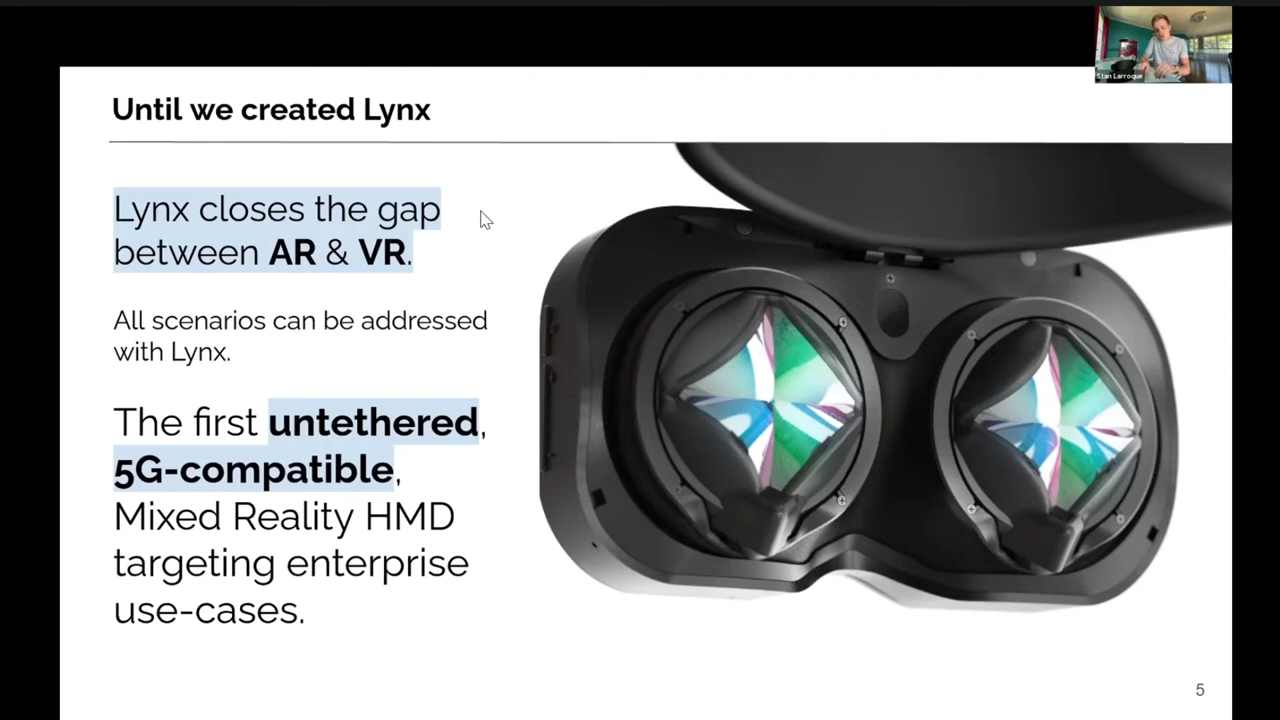 Stan Larroque
Until we created Lynx
Lynx closes the gap
between AR & VR.
All scenarios can be addressed
with Lynx.
The first untethered,
5G-compatible,
Mixed Reality HMD
targeting enterprise
use-cases.
5